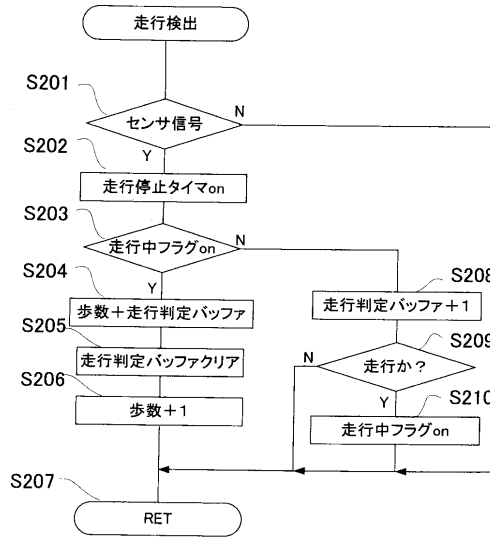 走行検出
S201
センサ信号
N
Y
S202
走行停止タイマon
S203
走行中フラグon
N
Y
S204
歩数+走行判定バッファ
S205
走行判定バッファクリア
S206
歩数+1
S208
走行判定バッファ+1
S209
走行か?
N
Y
S210
走行中フラグon
S207
RET